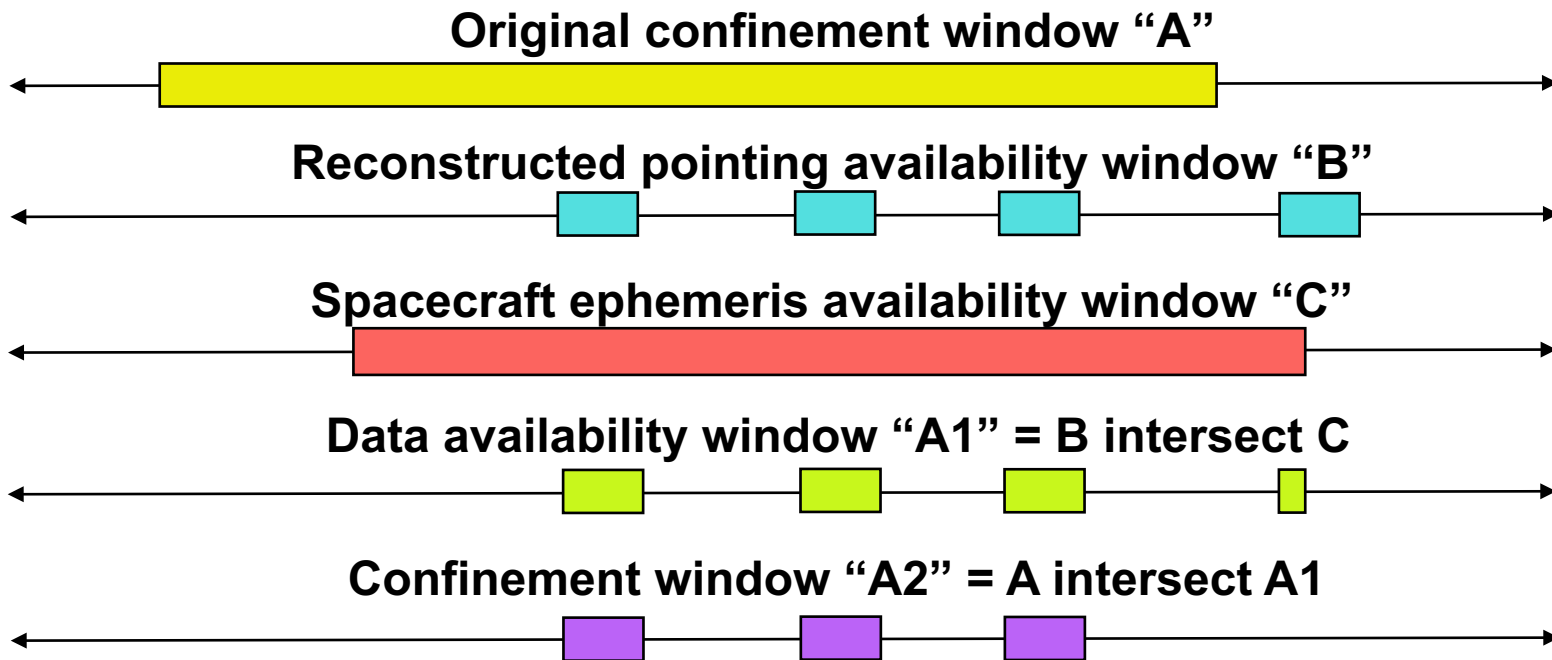 Original confinement window “A”
Reconstructed pointing availability window “B”
Spacecraft ephemeris availability window “C”
Data availability window “A1” = B intersect C
Confinement window “A2” = A intersect A1